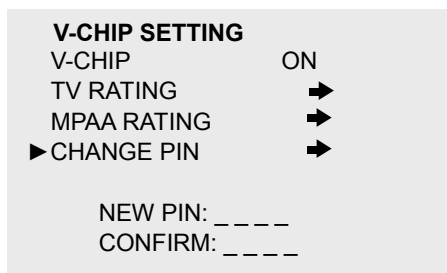 V-CHIP SETTING
V-CHIP ON
TV RATING
MPAA RATING
CHANGE PIN
NEW PIN: _ _ _ _
CONFIRM: _ _ _ _